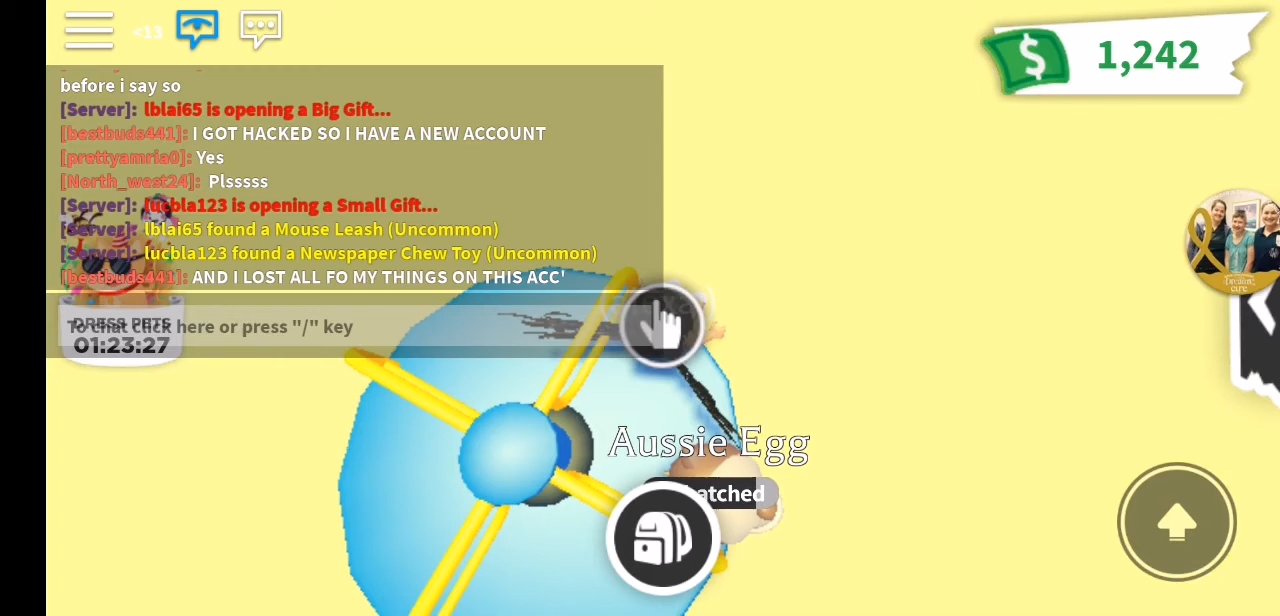 <13
1,242
before i say so
[Server]: lblai65 is opening a Big Gift...
[bestbuds441]: I GOT HACKED SO I HAVE A NEW ACCOUNT
[prettyamria0]: Yes
[North_west24]: Plsssss
[Server]: lucbla123 is opening a Small Gift...
[Server]: lblai65 found a Mouse Leash (Uncommon)
[Server]: lucbla123 found a Newspaper Chew Toy (Uncommon)
[bestbuds441]: AND I LOST ALL FO MY THINGS ON THIS ACC'
To chat click here or press "/" key
DRESS PETS
01:23:27
Aussie Egg
atched